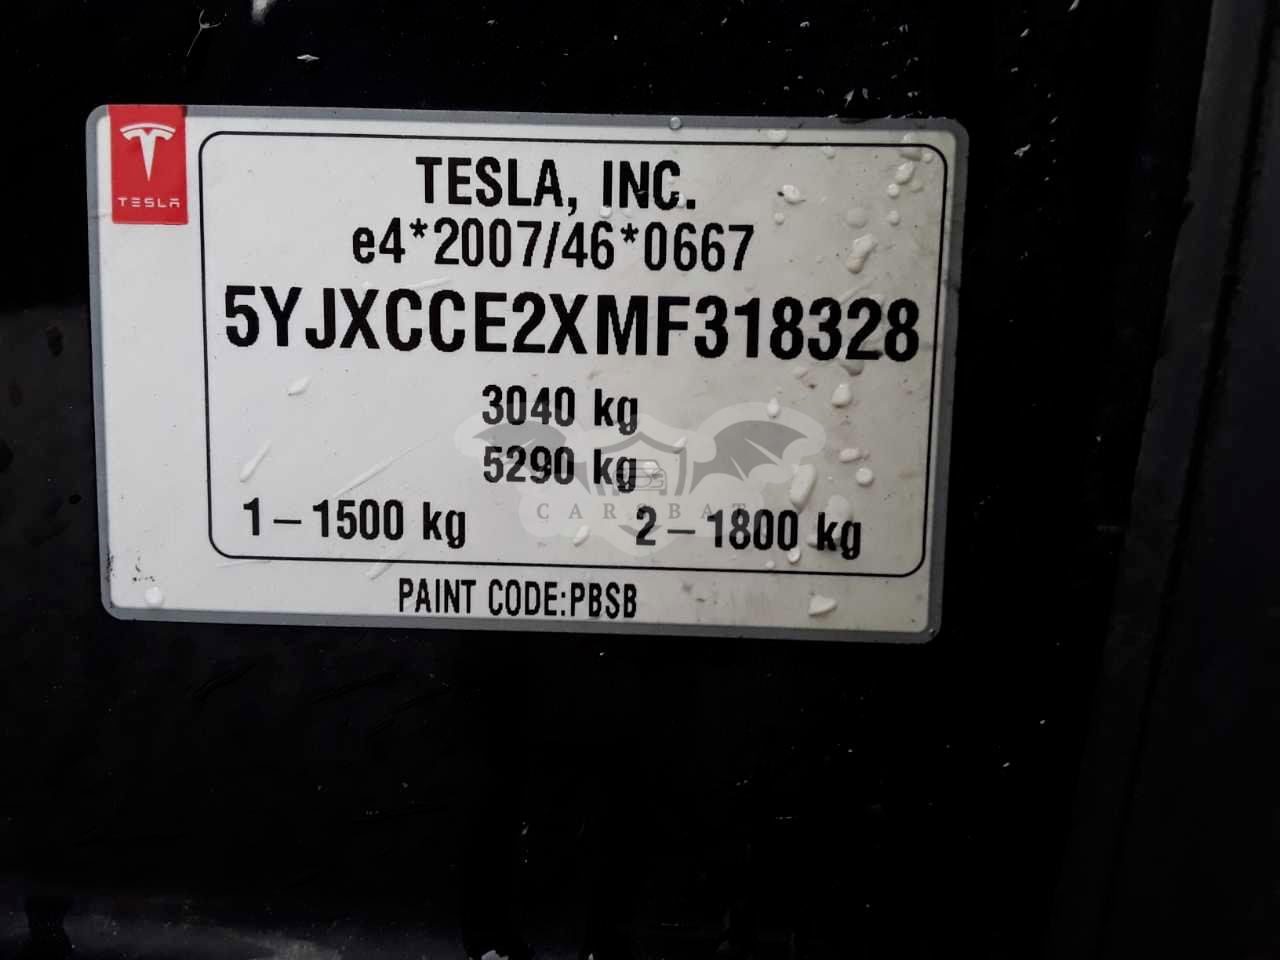 TESLA
TESLA, INC.
e4*2007/46*0667
5YJXCCE2XMF318328
3040 kg
5290 kg
1 – 1500 kg 2 – 1800 kg
CARSBAT
PAINT CODE:PBSB